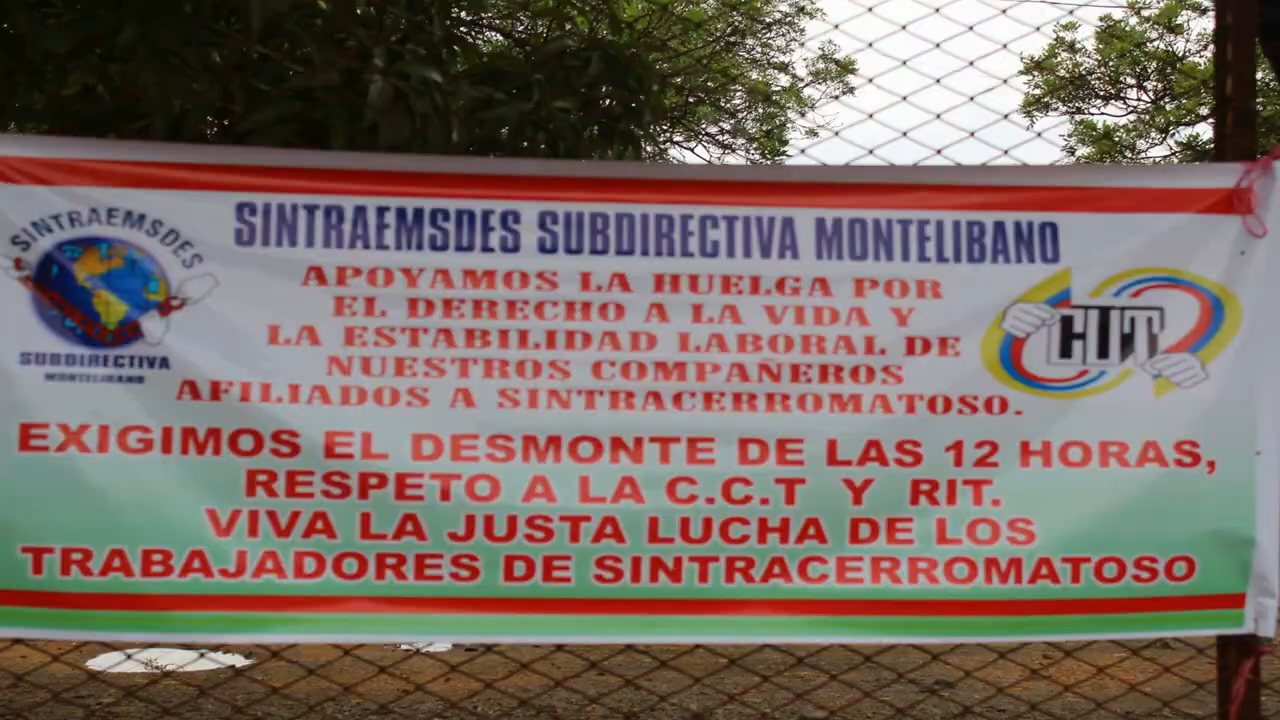 SINTRAEMSDES
SUBDIRECTIVA
MONTELIBANO
SINTRAEMSDES SUBDIRECTIVA MONTELIBANO
APOYAMOS LA HUELGA POR
EL DERECHO A LA VIDA Y
LA ESTABILIDAD LABORAL DE
NUESTROS COMPAÑEROS
AFILIADOS A SINTRACERROMATOSO.
CUT
EXIGIMOS EL DESMONTE DE LAS 12 HORAS,
RESPETO A LA C.C.T Y RIT.
VIVA LA JUSTA LUCHA DE LOS
TRABAJADORES DE SINTRACERROMATOSO